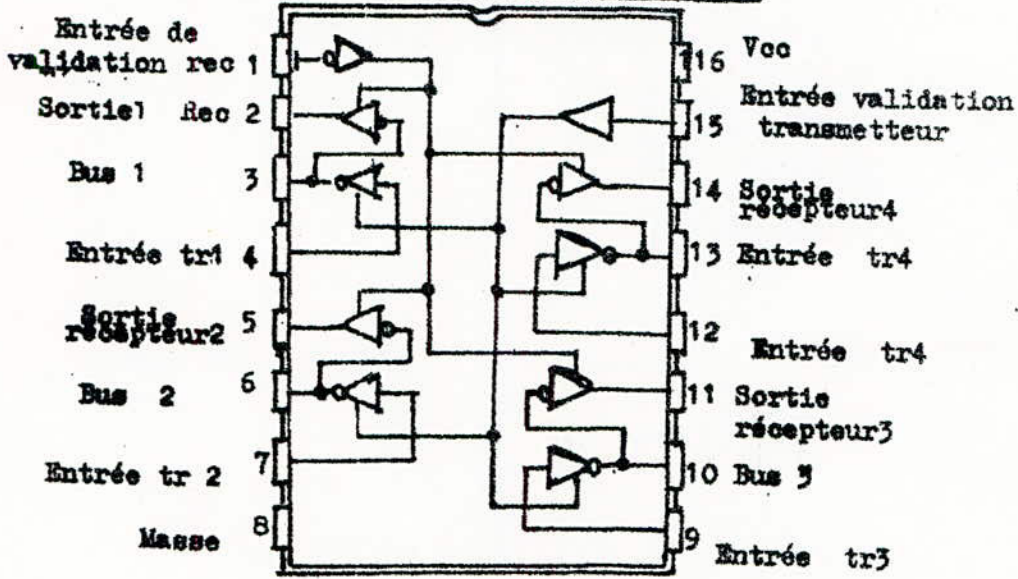 Entrée de
validation rec 1
Sortie1 Rec 2
Bus 1 3
Entrée tr1 4
Sortie
récepteur2 5
Bus 2 6
Entrée tr 2 7
Masse 8
16 Vcc
Entrée validation
15 transmetteur
14 Sortie
récepteur4
13 Entrée tr4
12
Entrée tr4
11 Sortie
récepteur3
10 Bus 3
9
Entrée tr3